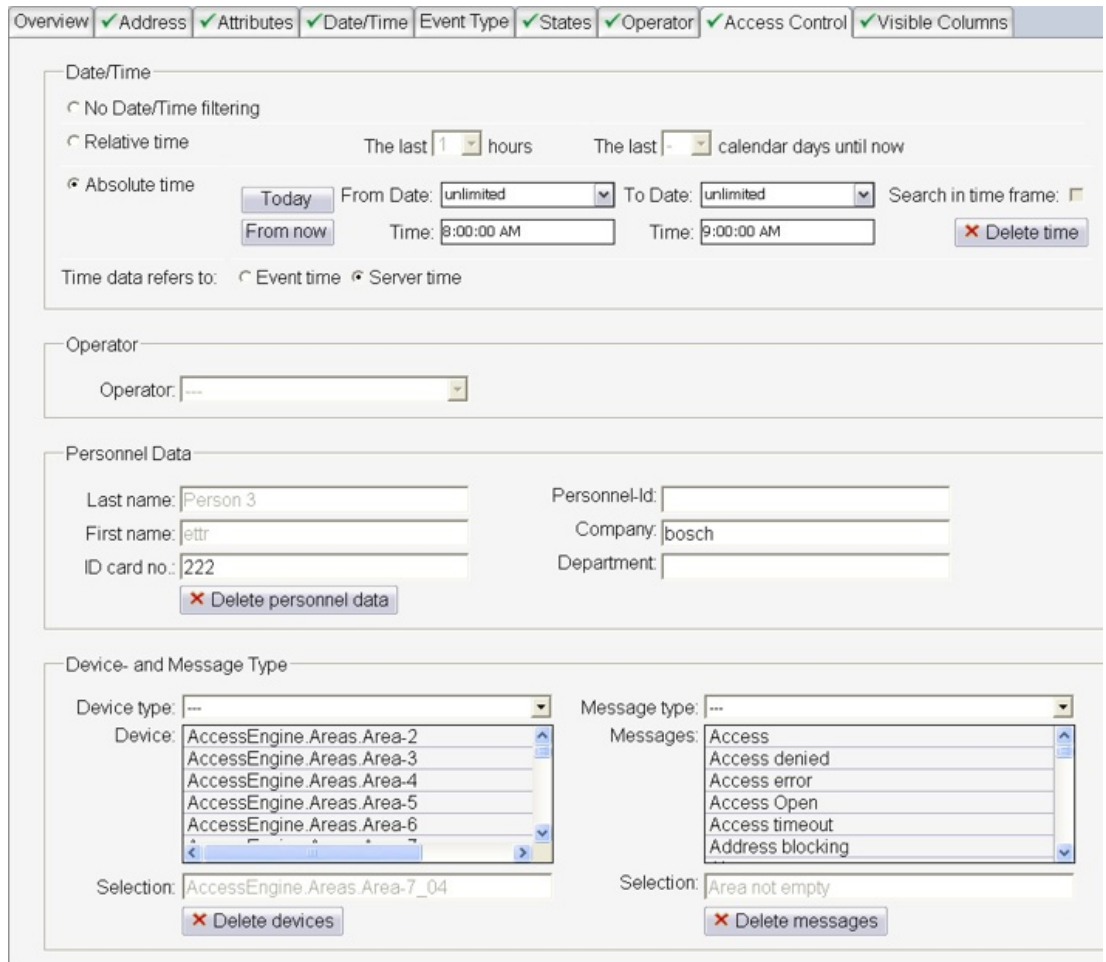 Overview Address Attributes Date/Time Event Type States Operator Access Control Visible Columns
Date/Time
No Date/Time filtering
Relative time The last 1 hours The last - calendar days until now
Absolute time Today From Date: unlimited To Date: unlimited Search in time frame:
From now Time: 8:00:00 AM Time: 9:00:00 AM Delete time
Time data refers to: Event time Server time
Operator
Operator: ---
Personnel Data
Last name: Person 3 Personnel-Id:
First name: ettr Company: bosch
ID card no.: 222 Department:
Delete personnel data
Device- and Message Type
Device type: --- Message type: ---
Device: AccessEngine.Areas.Area-2 Messages: Access
AccessEngine.Areas.Area-3 Access denied
AccessEngine.Areas.Area-4 Access error
AccessEngine.Areas.Area-5 Access Open
AccessEngine.Areas.Area-6 Access timeout
Address blocking
Selection: AccessEngine.Areas.Area-7_04 Selection: Area not empty
Delete devices Delete messages